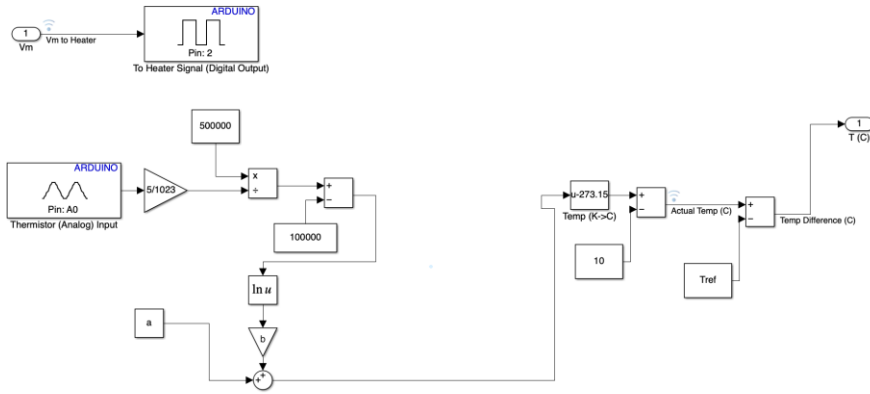 ARDUINO
1
Vm
Vm to Heater
Pin: 2
To Heater Signal (Digital Output)
500000
ARDUINO
Pin: A0
Thermistor (Analog) Input
5/1023
x
÷
+
−
100000
ln u
a
b
+
+
u-273.15
Temp (K->C)
+
−
Actual Temp (C)
10
+
−
Temp Difference (C)
Tref
1
T (C)